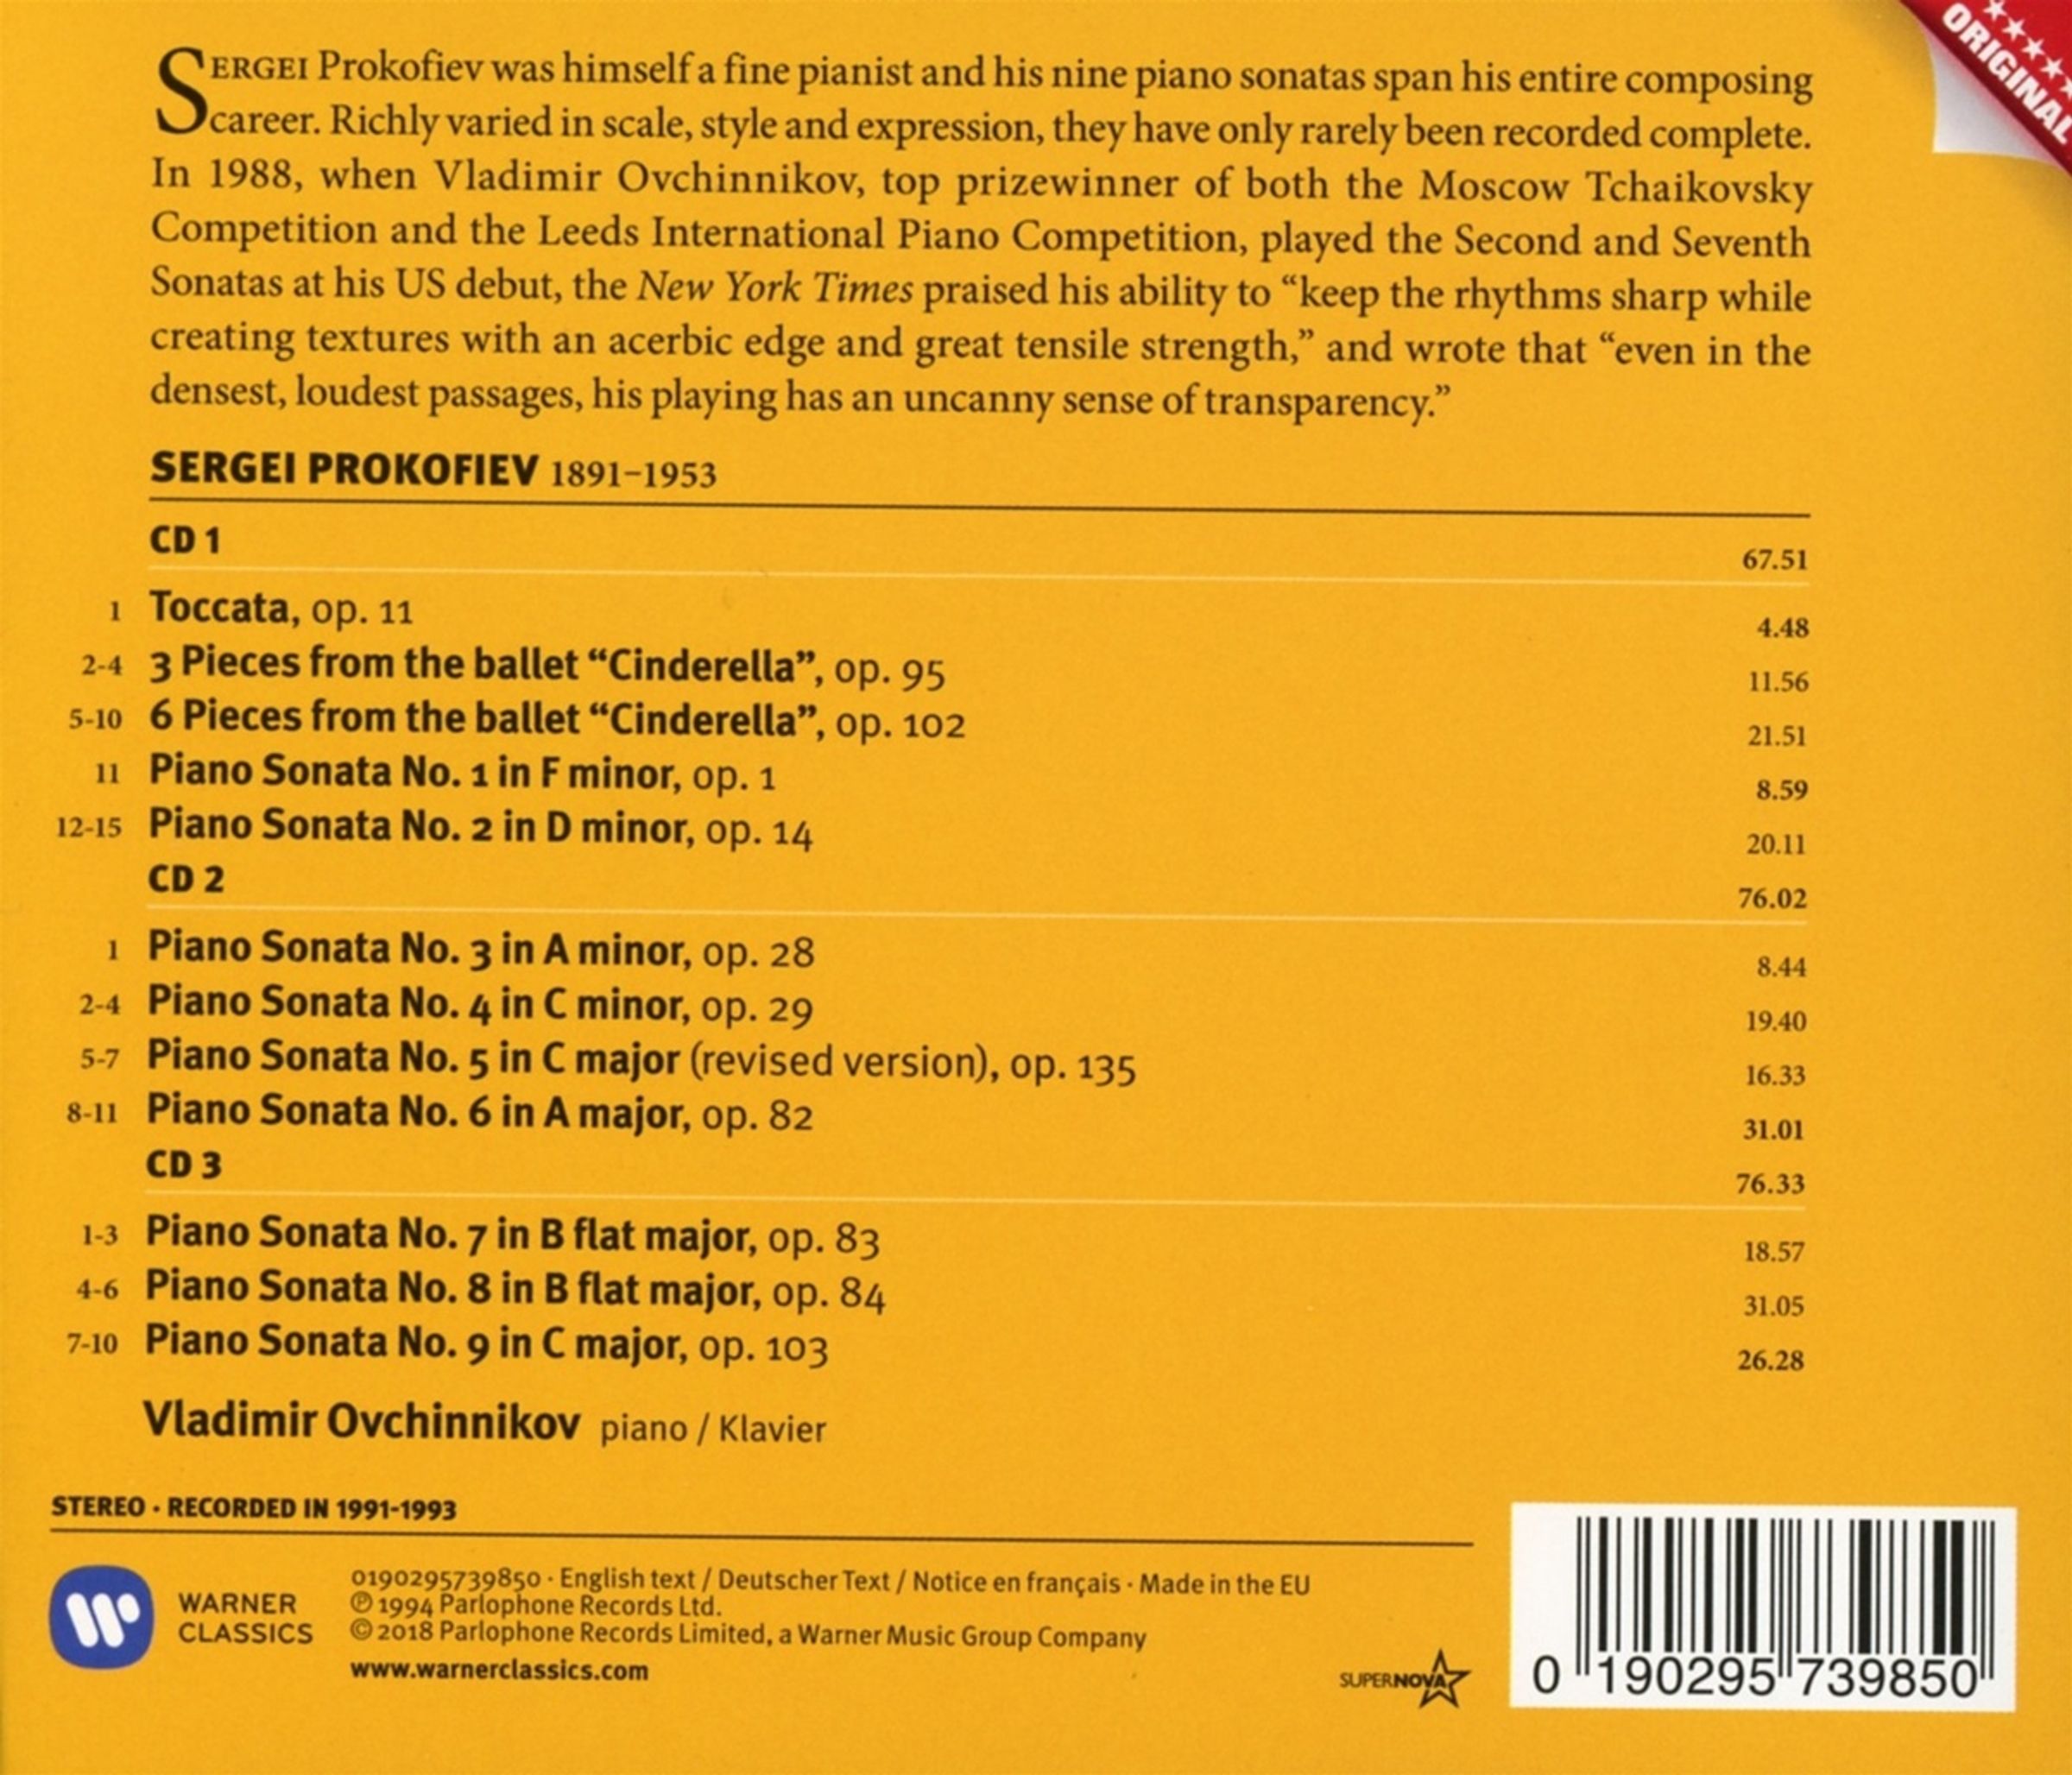 ★★★★
ORIGINAL
SERGEI Prokofiev was himself a fine pianist and his nine piano sonatas span his entire composing
career. Richly varied in scale, style and expression, they have only rarely been recorded complete.
In 1988, when Vladimir Ovchinnikov, top prizewinner of both the Moscow Tchaikovsky
Competition and the Leeds International Piano Competition, played the Second and Seventh
Sonatas at his US debut, the New York Times praised his ability to “keep the rhythms sharp while
creating textures with an acerbic edge and great tensile strength,” and wrote that “even in the
densest, loudest passages, his playing has an uncanny sense of transparency.”
SERGEI PROKOFIEV 1891–1953
CD 1 67.51
1 Toccata, op. 11 4.48
2-4 3 Pieces from the ballet “Cinderella”, op. 95 11.56
5-10 6 Pieces from the ballet “Cinderella”, op. 102 21.51
11 Piano Sonata No. 1 in F minor, op. 1 8.59
12-15 Piano Sonata No. 2 in D minor, op. 14 20.11
CD 2 76.02
1 Piano Sonata No. 3 in A minor, op. 28 8.44
2-4 Piano Sonata No. 4 in C minor, op. 29 19.40
5-7 Piano Sonata No. 5 in C major (revised version), op. 135 16.33
8-11 Piano Sonata No. 6 in A major, op. 82 31.01
CD 3 76.33
1-3 Piano Sonata No. 7 in B flat major, op. 83 18.57
4-6 Piano Sonata No. 8 in B flat major, op. 84 31.05
7-10 Piano Sonata No. 9 in C major, op. 103 26.28
Vladimir Ovchinnikov piano / Klavier
STEREO · RECORDED IN 1991-1993
WARNER
CLASSICS
0190295739850 · English text / Deutscher Text / Notice en français · Made in the EU
℗ 1994 Parlophone Records Ltd.
© 2018 Parlophone Records Limited, a Warner Music Group Company
www.warnerclassics.com
SUPERNOVA
0 190295 739850